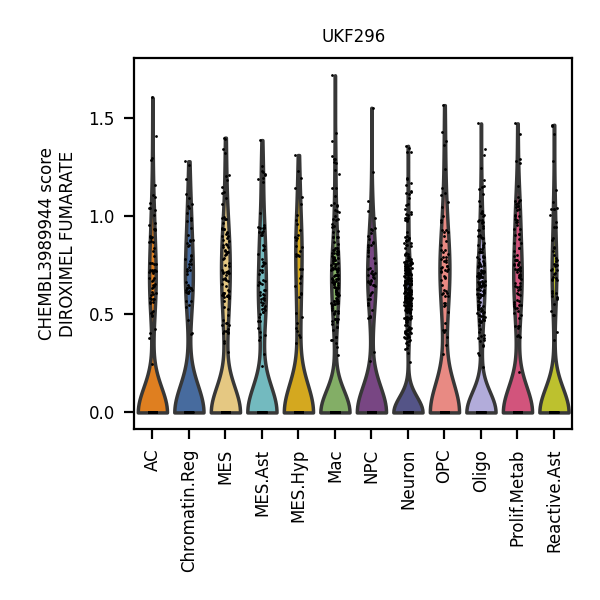 UKF296
CHEMBL3989944 score
DIROXIMEL FUMARATE
1.5
1.0
0.5
0.0
AC
Chromatin.Reg
MES
MES.Ast
MES.Hyp
Mac
NPC
Neuron
OPC
Oligo
Prolif.Metab
Reactive.Ast